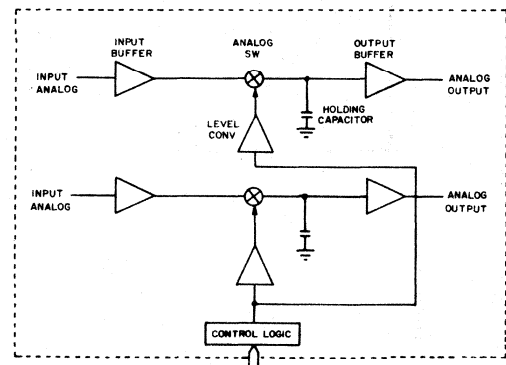 INPUT
BUFFER
ANALOG
SW
OUTPUT
BUFFER
INPUT
ANALOG
ANALOG
OUTPUT
LEVEL
CONV
HOLDING
CAPACITOR
INPUT
ANALOG
ANALOG
OUTPUT
CONTROL LOGIC